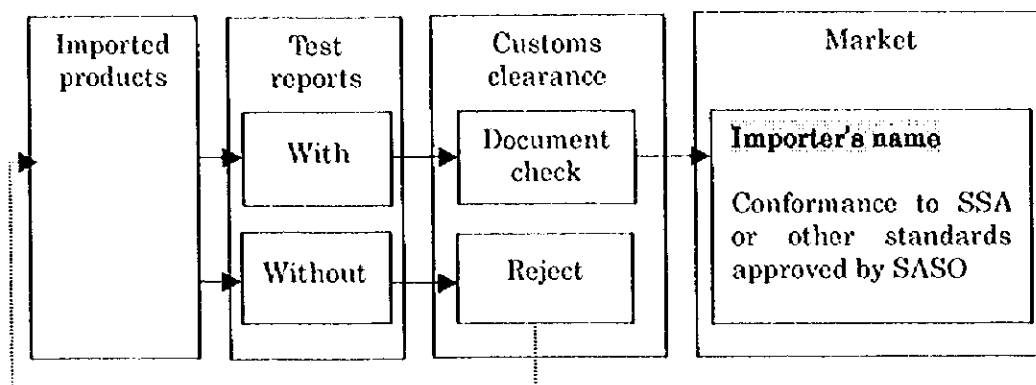 Imported
products
Test
reports
With
Without
Customs
clearance
Document
check
Reject
Market
Importer's name
Conformance to SSA
or other standards
approved by SASO